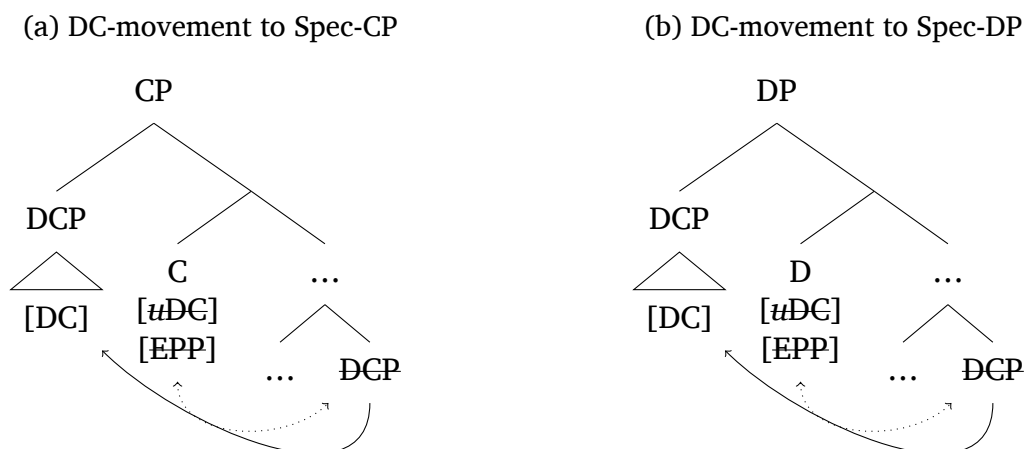 (a) DC-movement to Spec-CP
CP
DCP
C
...
[DC]
[uDC]
[EPP]
...
DCP
(b) DC-movement to Spec-DP
DP
DCP
D
...
[DC]
[uDC]
[EPP]
...
DCP